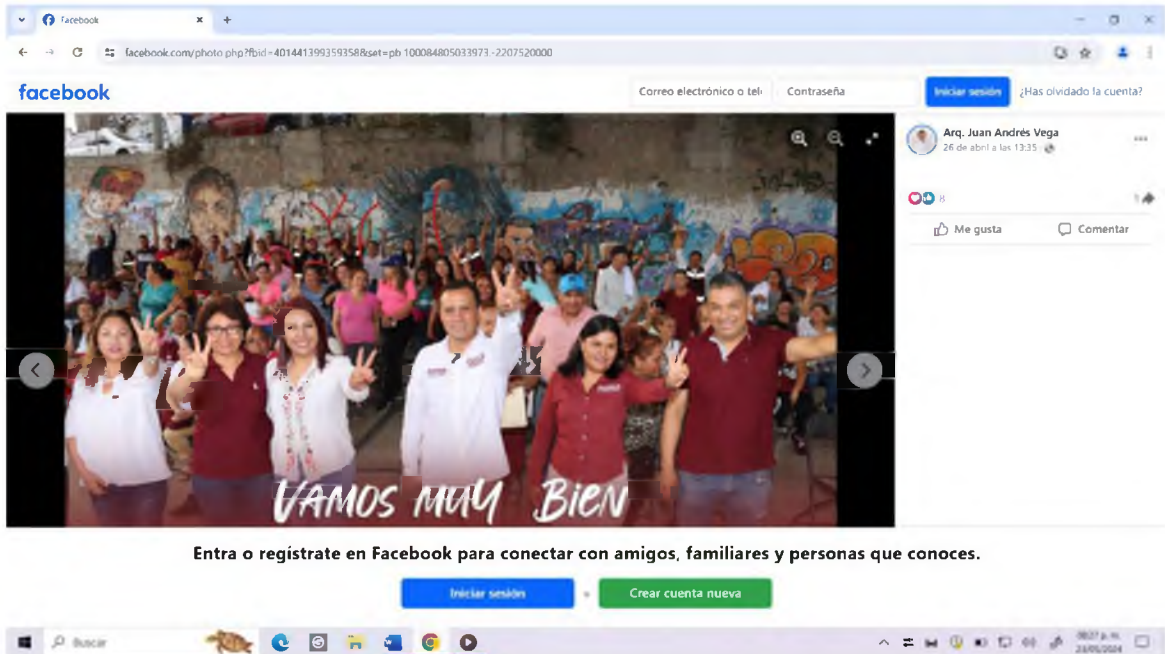 Facebook
facebook.com/photo.php?fbid=401441399359358&set=pb.100084805033973.-2207520000
facebook
Correo electrónico o telé
Contraseña
Iniciar sesión
¿Has olvidado la cuenta?
Arq. Juan Andrés Vega
26 de abril a las 13:35
8
1
Me gusta
Comentar
VAMOS MUY BIEN
Entra o regístrate en Facebook para conectar con amigos, familiares y personas que conoces.
Iniciar sesión
o
Crear cuenta nueva
Buscar
08:27 p. m.